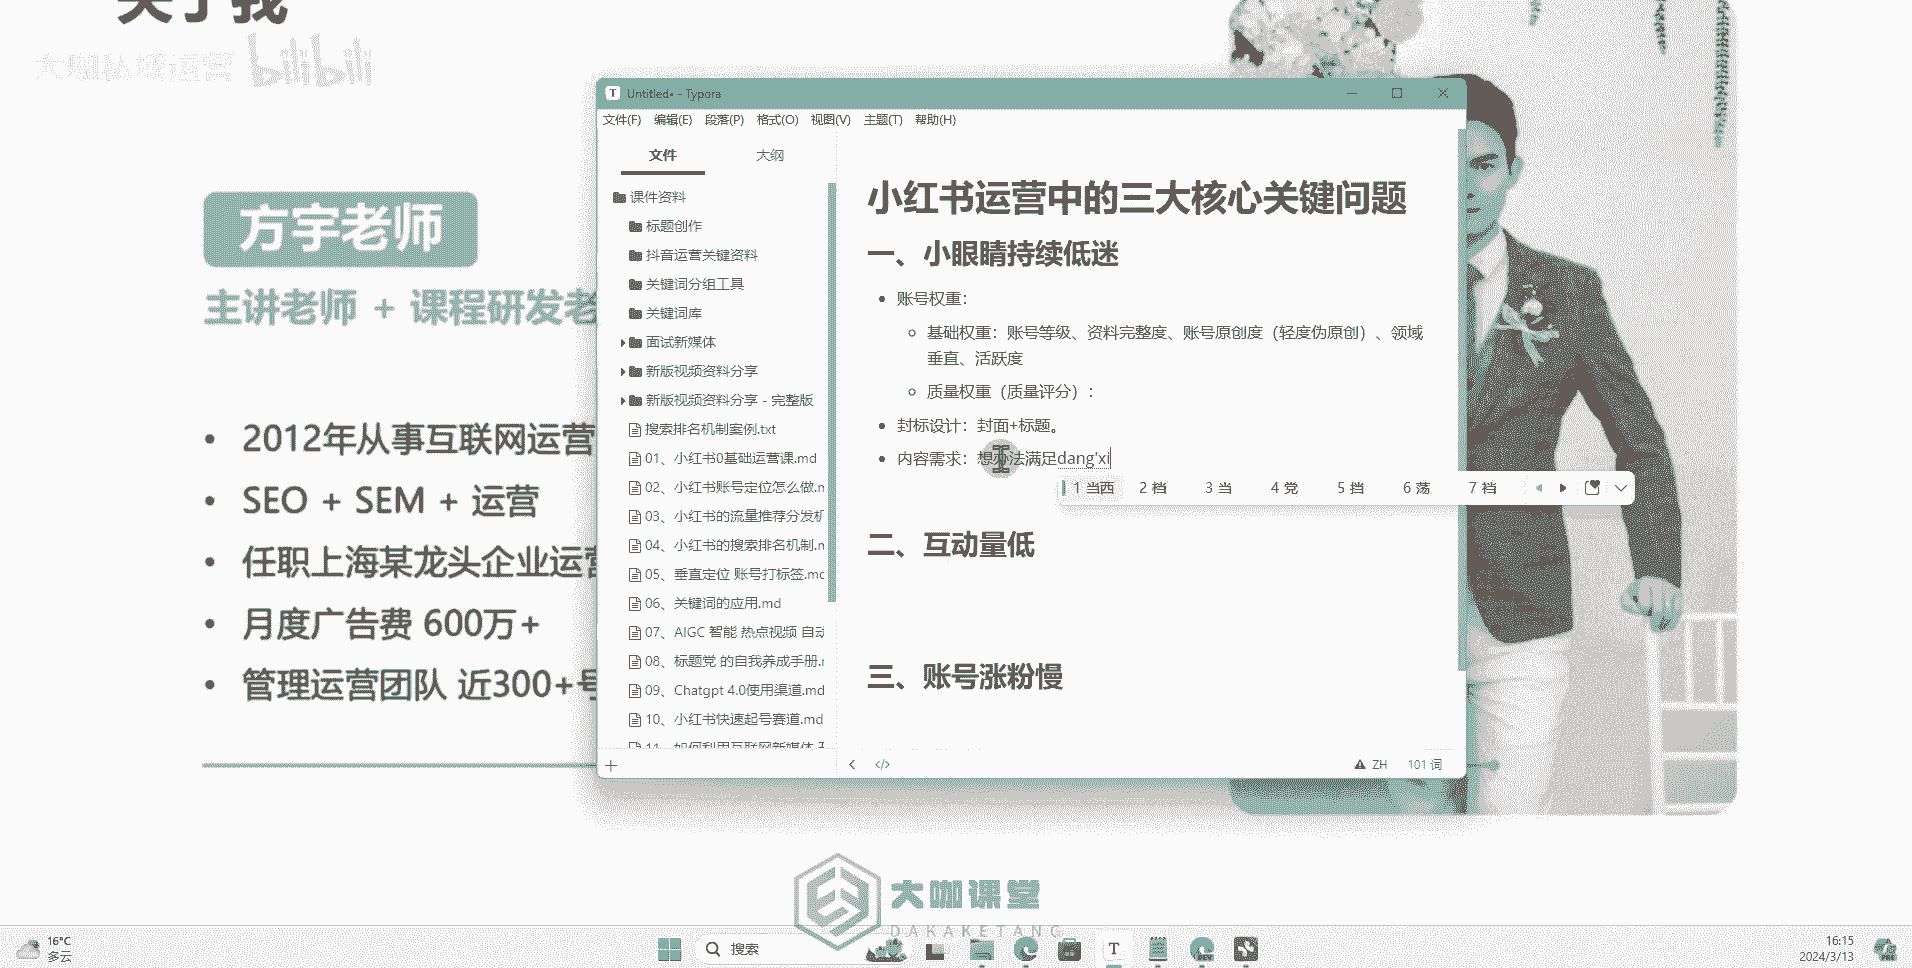 关于我
大咖私域运营 bilibili
方宇老师
主讲老师 + 课程研发老
• 2012年从事互联网运营
• SEO + SEM + 运营
• 任职上海某龙头企业运营
• 月度广告费 600万+
• 管理运营团队 近300+号
Untitled• - Typora
文件(F) 编辑(E) 段落(P) 格式(O) 视图(V) 主题(T) 帮助(H)
文件 大纲
课件资料
标题创作
抖音运营关键资料
关键词分组工具
关键词库
面试新媒体
新版视频资料分享
新版视频资料分享 - 完整版
搜索排名机制案例.txt
01、小红书0基础运营课.md
02、小红书账号定位怎么做.m
03、小红书的流量推荐分发机
04、小红书的搜索排名机制.m
05、垂直定位 账号打标签.mc
06、关键词的应用.md
07、AIGC 智能 热点视频 自动
08、标题党 的自我养成手册.r
09、Chatgpt 4.0使用渠道.md
10、小红书快速起号赛道.md
11、如何利用互联网新媒体
小红书运营中的三大核心关键问题
一、小眼睛持续低迷
• 账号权重：
基础权重：账号等级、资料完整度、账号原创度（轻度伪原创）、领域
垂直、活跃度
质量权重（质量评分）：
• 封标设计：封面+标题。
• 内容需求：想办法满足dang'xi
1 当西 2 档 3 当 4 党 5 挡 6 荡 7 裆
二、互动量低
三、账号涨粉慢
ZH 101 词
大咖课堂
DAKAKETANG
16°C
多云
搜索
T
DEV
16:15
2024/3/13
PRE